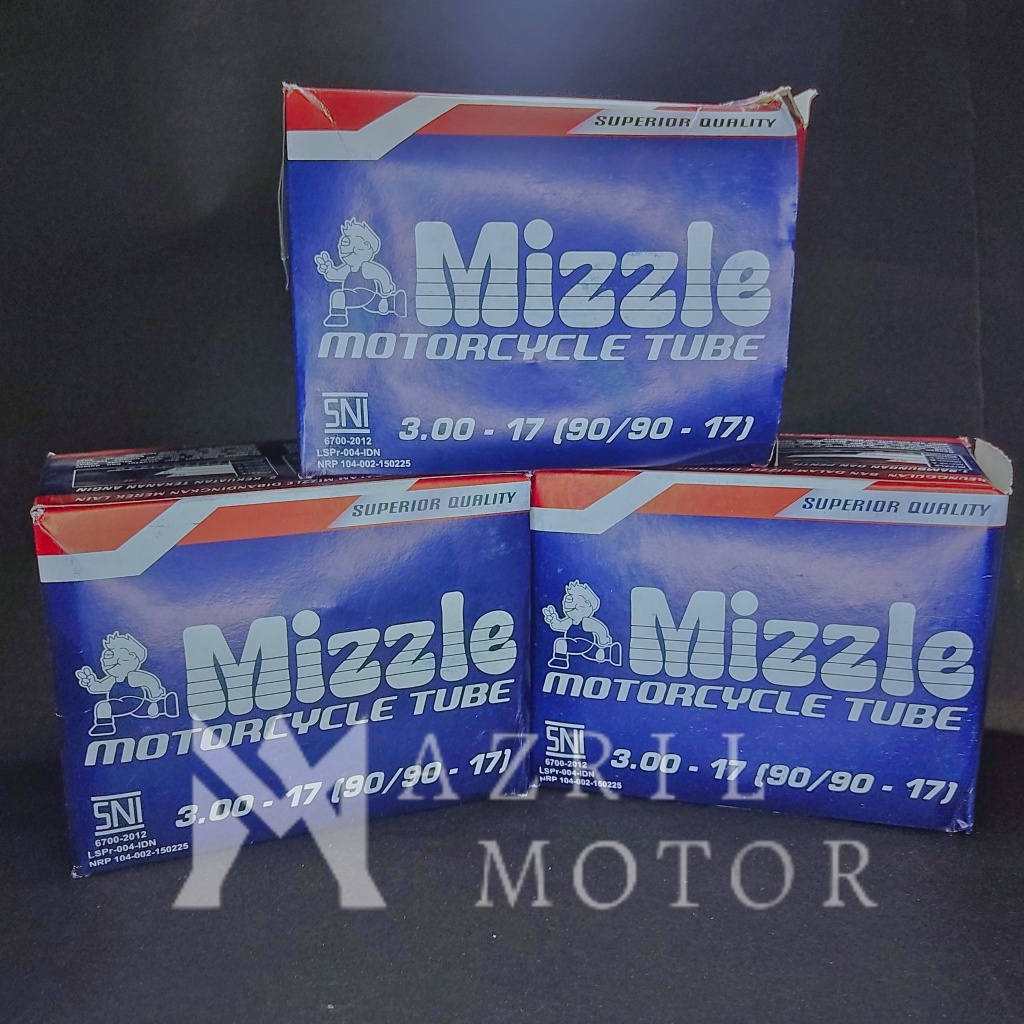 SUPERIOR QUALITY
Mizzle
MOTORCYCLE TUBE
SNI
6700-2012
LSPr-004-IDN
NRP 104-002-150225
3.00 - 17 (90/90 - 17)
SUPERIOR QUALITY
Mizzle
MOTORCYCLE TUBE
SNI
6700-2012
LSPr-004-IDN
NRP 104-002-150225
3.00 - 17 (90/90 - 17)
SUPERIOR QUALITY
Mizzle
MOTORCYCLE TUBE
SNI
6700-2012
LSPr-004-IDN
NRP 104-002-150225
3.00 - 17 (90/90 - 17)
AZRIL
MOTOR